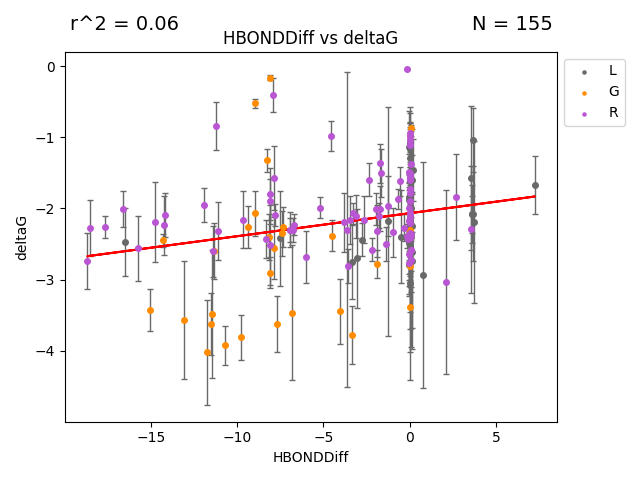 r^2 = 0.06
N = 155
HBONDDiff vs deltaG
L
G
R
deltaG
0
−1
−2
−3
−4
−15
−10
−5
0
5
HBONDDiff